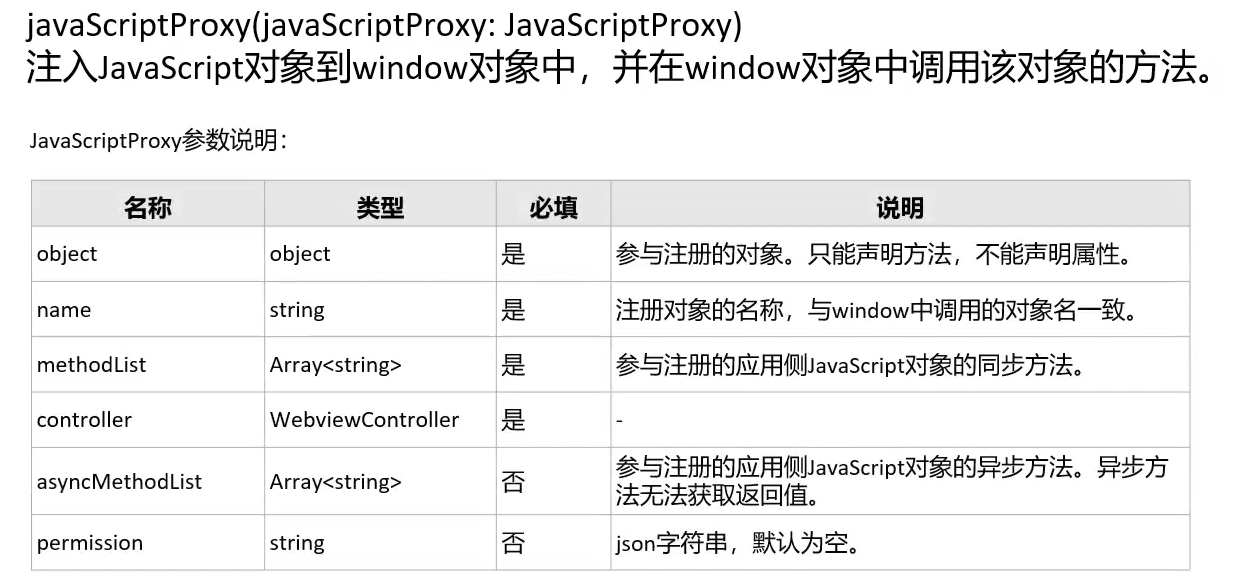 javaScriptProxy(javaScriptProxy: JavaScriptProxy)
注入JavaScript对象到window对象中，并在window对象中调用该对象的方法。
JavaScriptProxy参数说明：
名称 类型 必填 说明
object object 是 参与注册的对象。只能声明方法，不能声明属性。
name string 是 注册对象的名称，与window中调用的对象名一致。
methodList Array<string> 是 参与注册的应用侧JavaScript对象的同步方法。
controller WebviewController 是 -
asyncMethodList Array<string> 否 参与注册的应用侧JavaScript对象的异步方法。异步方
法无法获取返回值。
permission string 否 json字符串，默认为空。